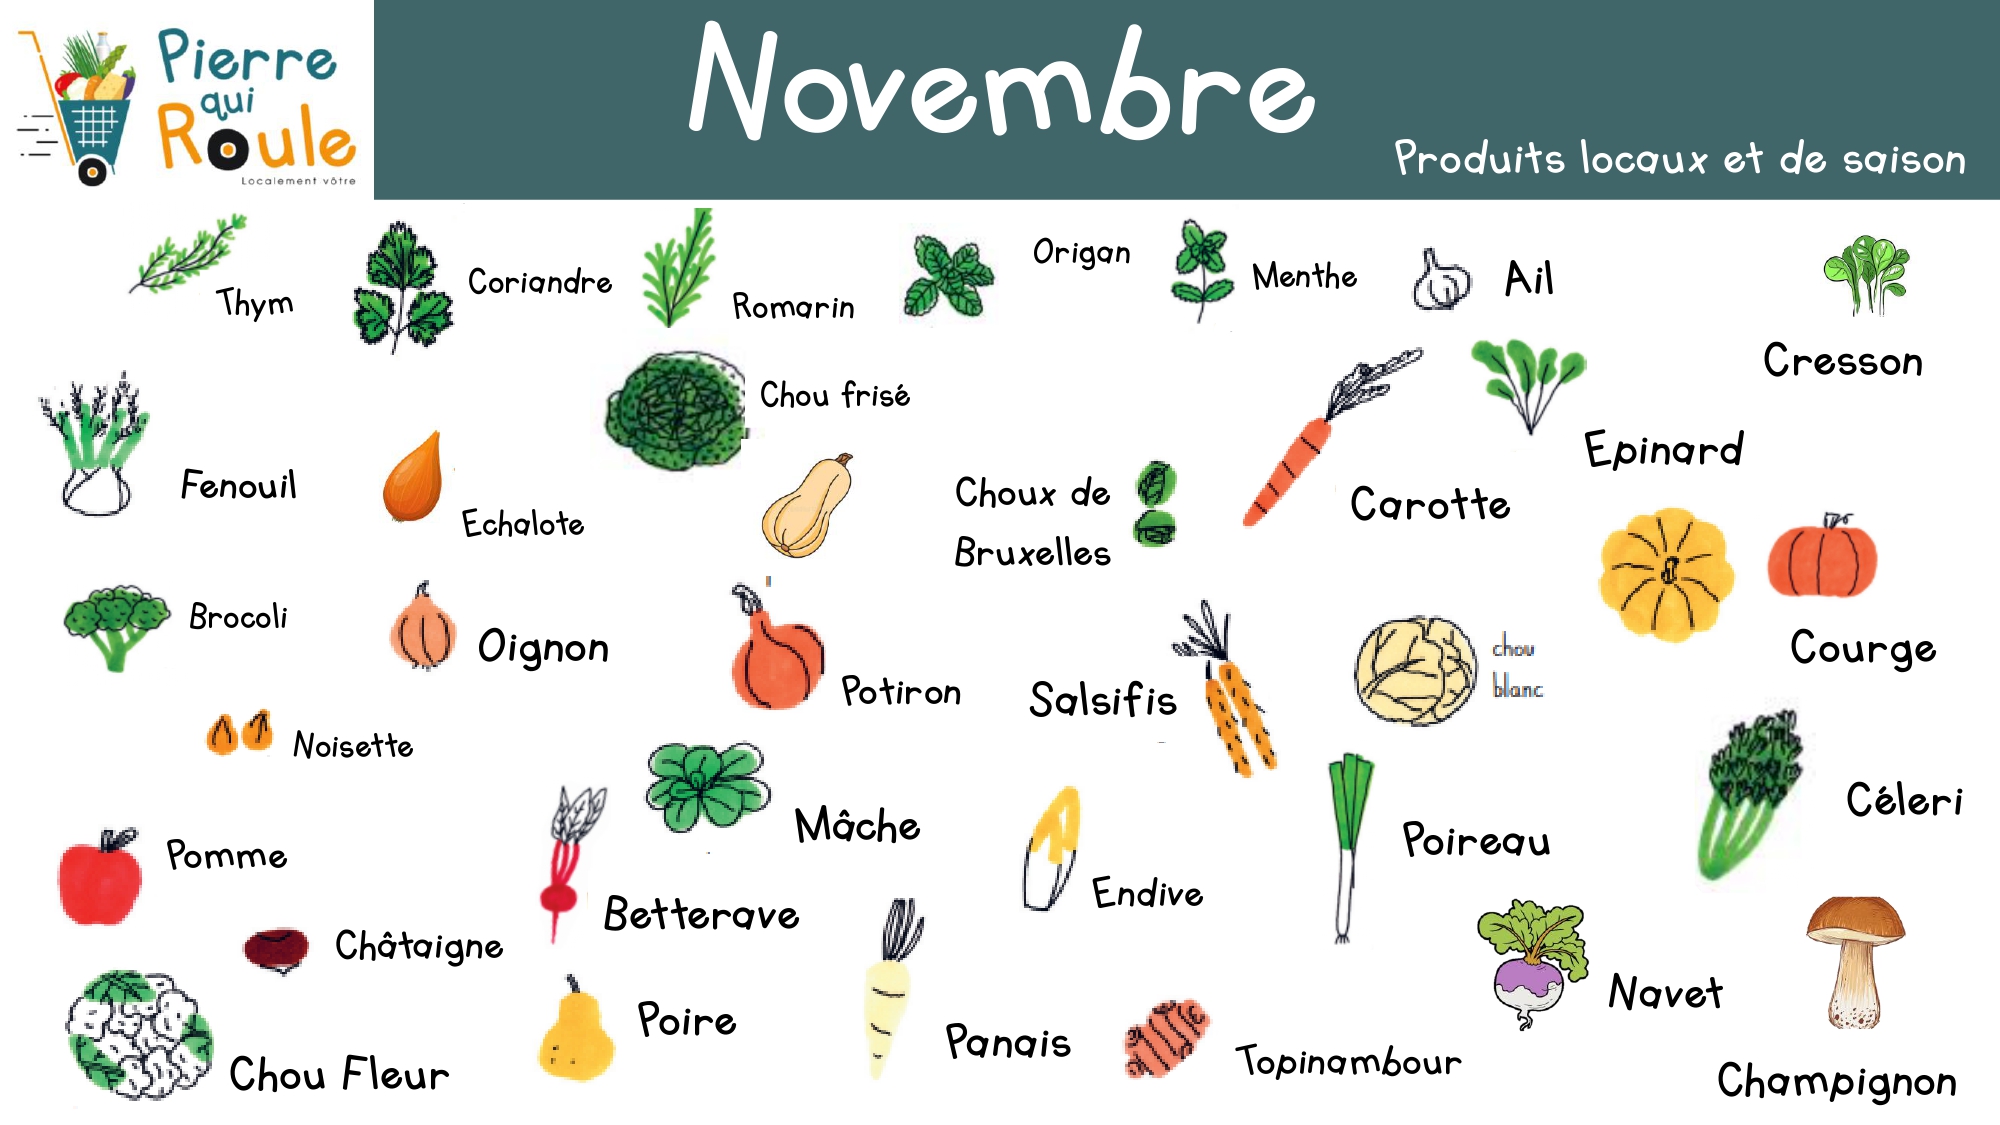 Pierre
qui
Roule
Localement vôtre
Novembre
Produits locaux et de saison
Thym
Coriandre
Romarin
Origan
Menthe
Ail
Cresson
Chou frisé
Fenouil
Echalote
Choux de
Bruxelles
Carotte
Epinard
Brocoli
Oignon
Potiron
Salsifis
chou
blanc
Courge
Noisette
Mâche
Céleri
Pomme
Betterave
Endive
Poireau
Châtaigne
Chou Fleur
Poire
Panais
Topinambour
Navet
Champignon